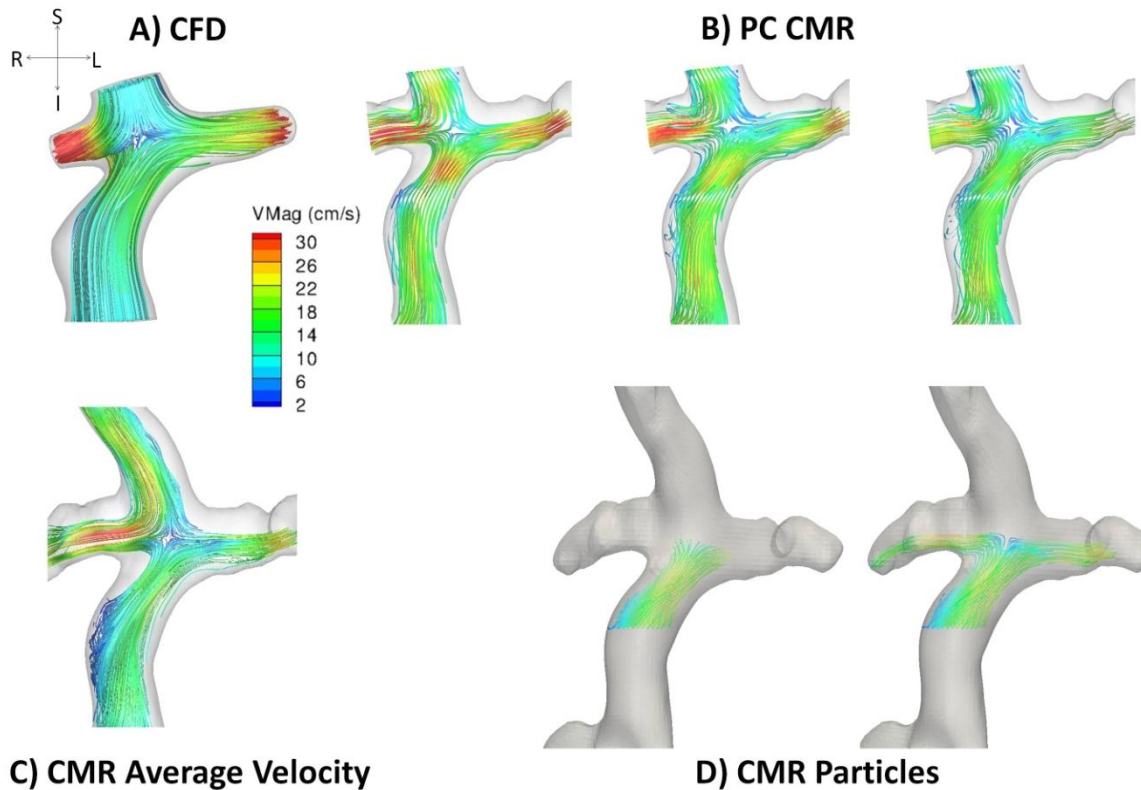 S
A) CFD
B) PC CMR
R
L
I
VMag (cm/s)
30
26
22
18
14
10
6
2
C) CMR Average Velocity
D) CMR Particles